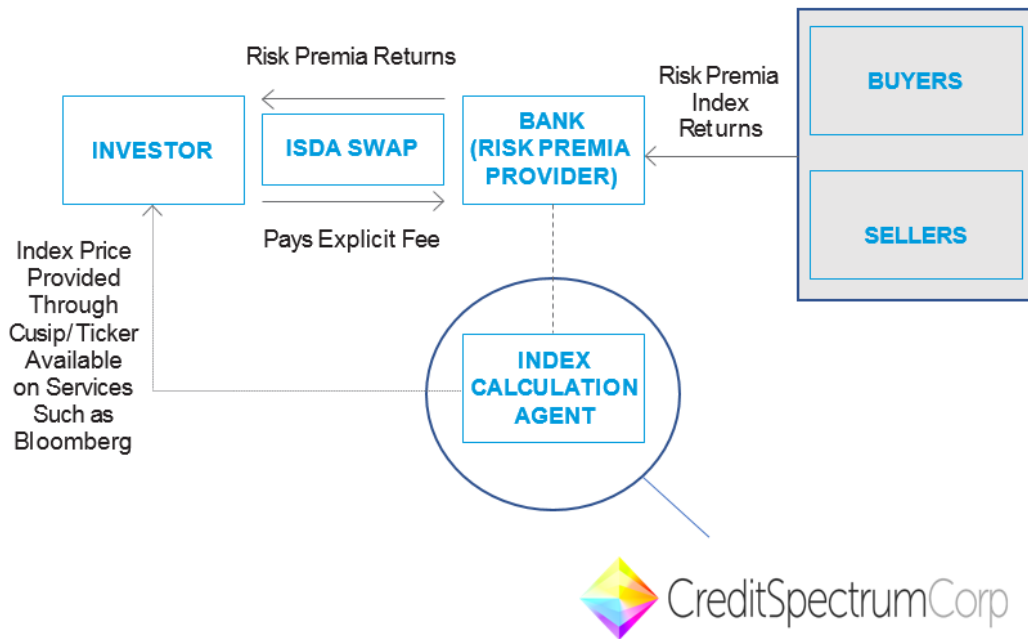 Risk Premia Returns
INVESTOR
ISDA SWAP
Pays Explicit Fee
BANK
(RISK PREMIA
PROVIDER)
Risk Premia
Index
Returns
BUYERS
SELLERS
Index Price
Provided
Through
Cusip/Ticker
Available
on Services
Such as
Bloomberg
INDEX
CALCULATION
AGENT
CreditSpectrumCorp